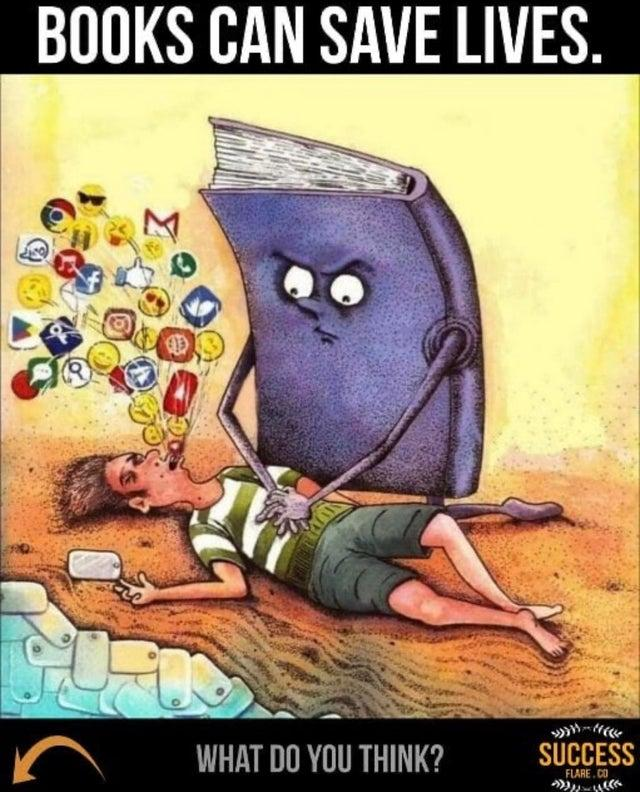 BOOKS CAN SAVE LIVES.
WHAT DO YOU THINK?
SUCCESS
FLARE.CO